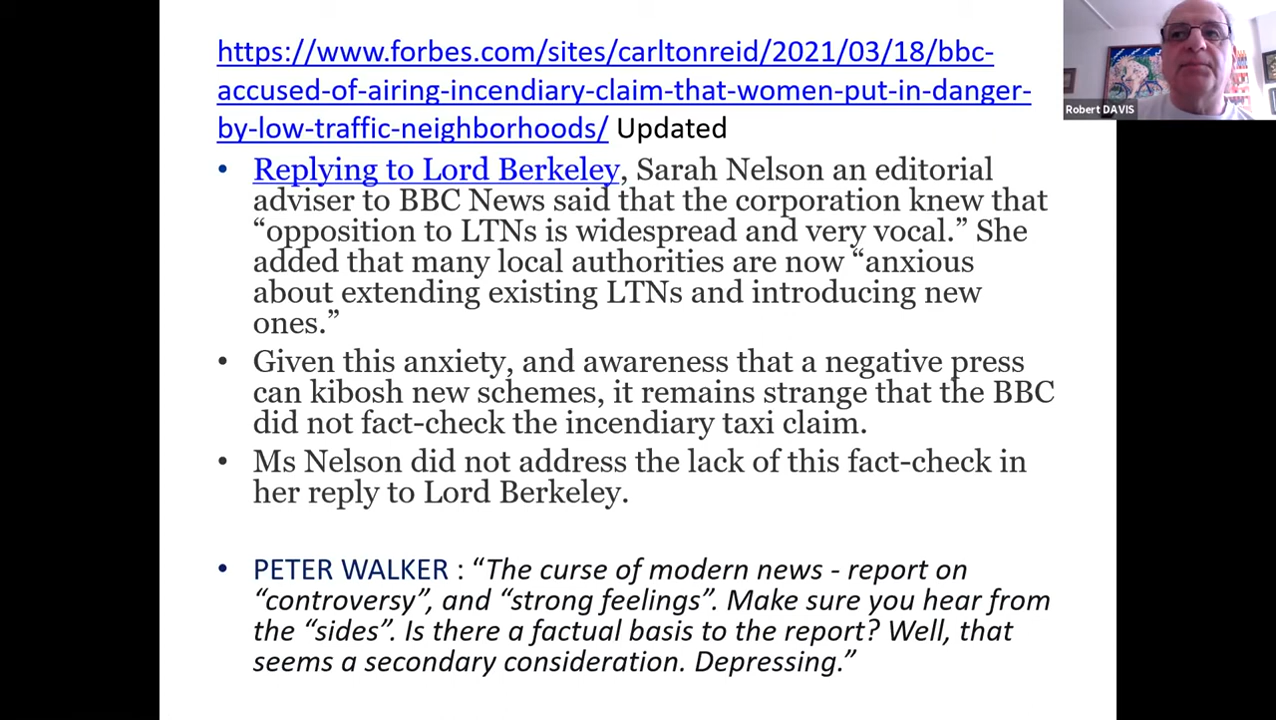 https://www.forbes.com/sites/carltonreid/2021/03/18/bbc-
accused-of-airing-incendiary-claim-that-women-put-in-danger-
by-low-traffic-neighborhoods/ Updated
Robert DAVIS
• Replying to Lord Berkeley, Sarah Nelson an editorial
adviser to BBC News said that the corporation knew that
“opposition to LTNs is widespread and very vocal.” She
added that many local authorities are now “anxious
about extending existing LTNs and introducing new
ones.”
• Given this anxiety, and awareness that a negative press
can kibosh new schemes, it remains strange that the BBC
did not fact-check the incendiary taxi claim.
• Ms Nelson did not address the lack of this fact-check in
her reply to Lord Berkeley.
• PETER WALKER : “The curse of modern news - report on
“controversy”, and “strong feelings”. Make sure you hear from
the “sides”. Is there a factual basis to the report? Well, that
seems a secondary consideration. Depressing.”